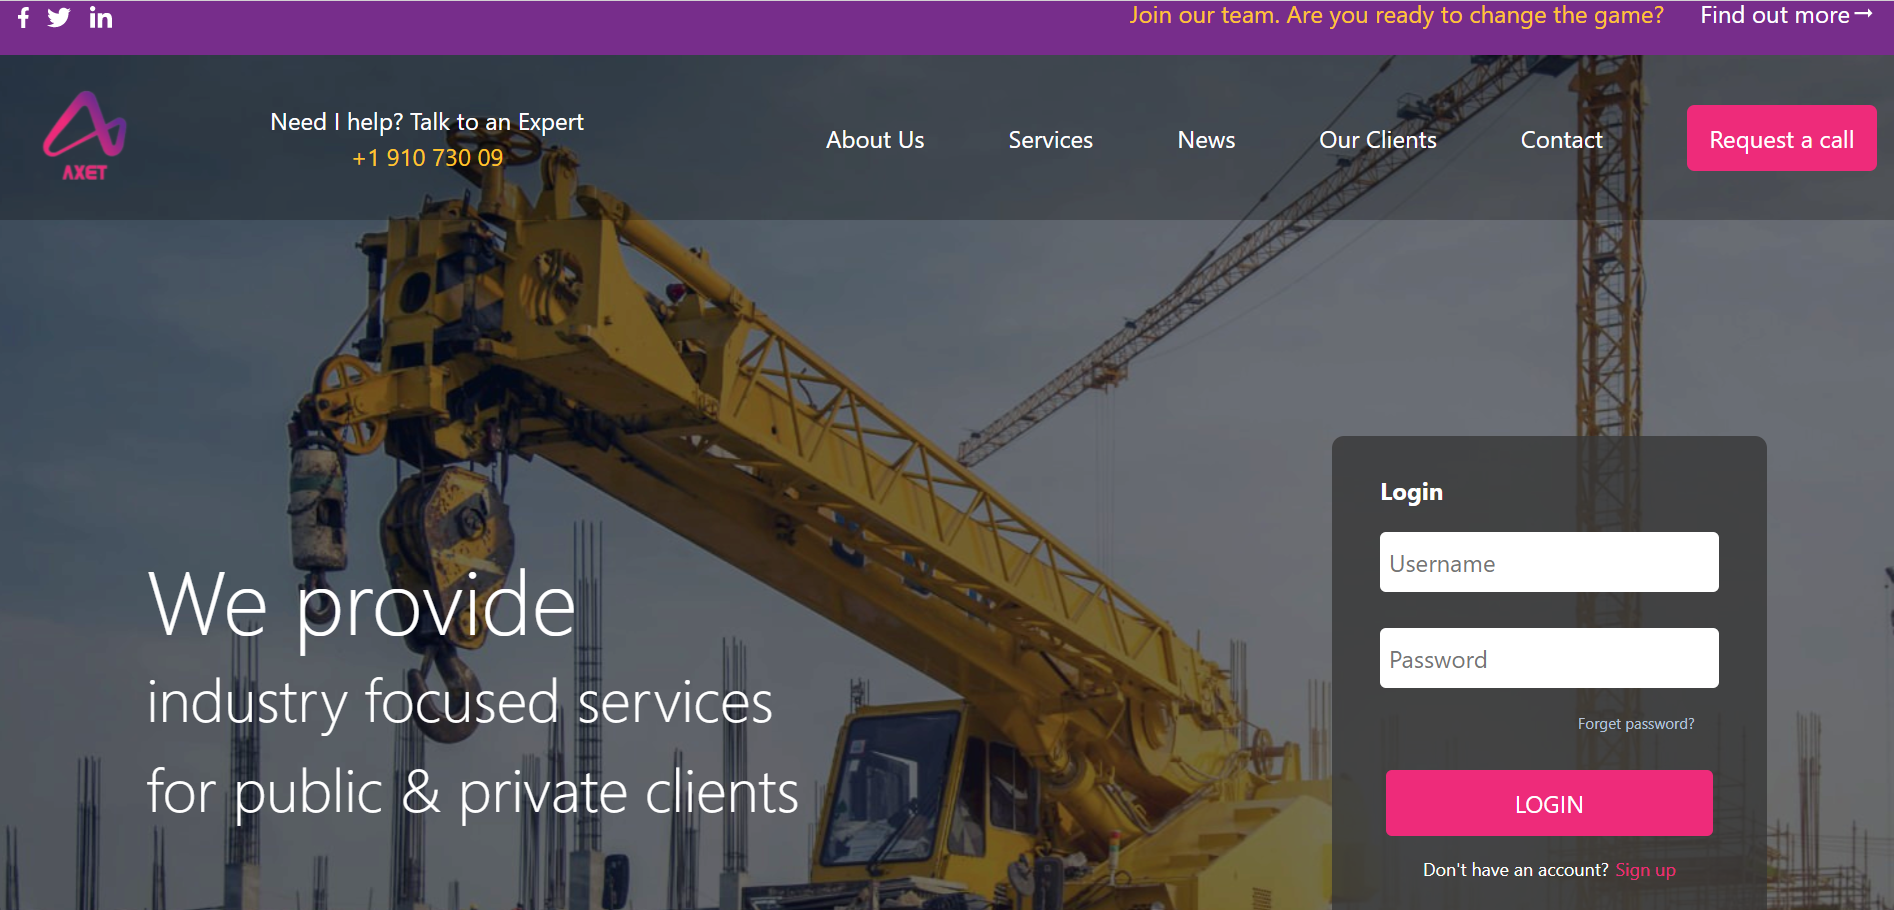 Join our team. Are you ready to change the game? Find out more
AXET
Need I help? Talk to an Expert
+1 910 730 09
About Us Services News Our Clients Contact Request a call
We provide
industry focused services
for public & private clients
Login
Username
Password
Forget password?
LOGIN
Don't have an account? Sign up